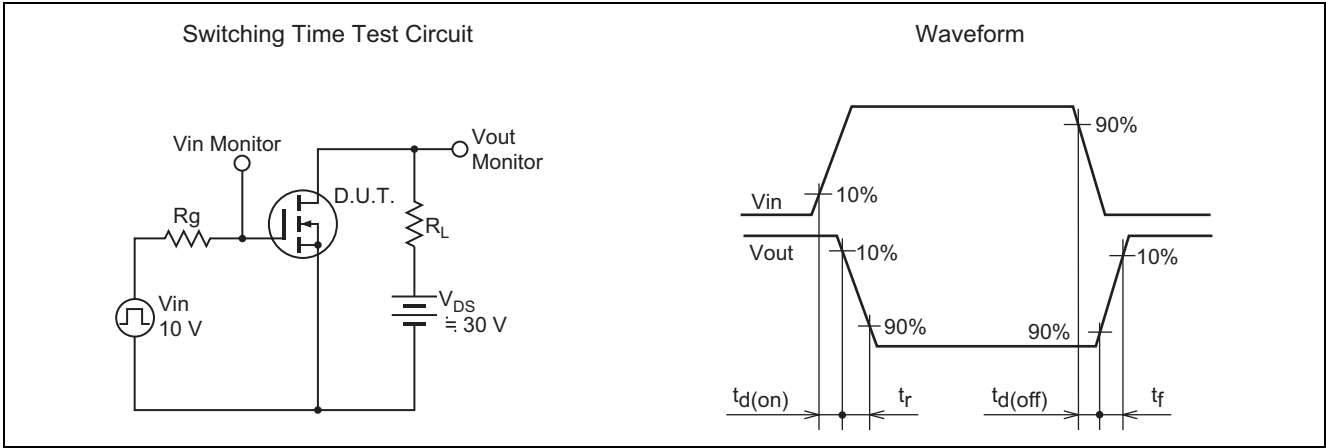 Switching Time Test Circuit
Vin Monitor
Vout
Monitor
D.U.T.
Rg
RL
Vin
10 V
VDS
≒ 30 V
Waveform
90%
10%
Vin
Vout
10%
10%
90%
90%
td(on)
tr
td(off)
tf